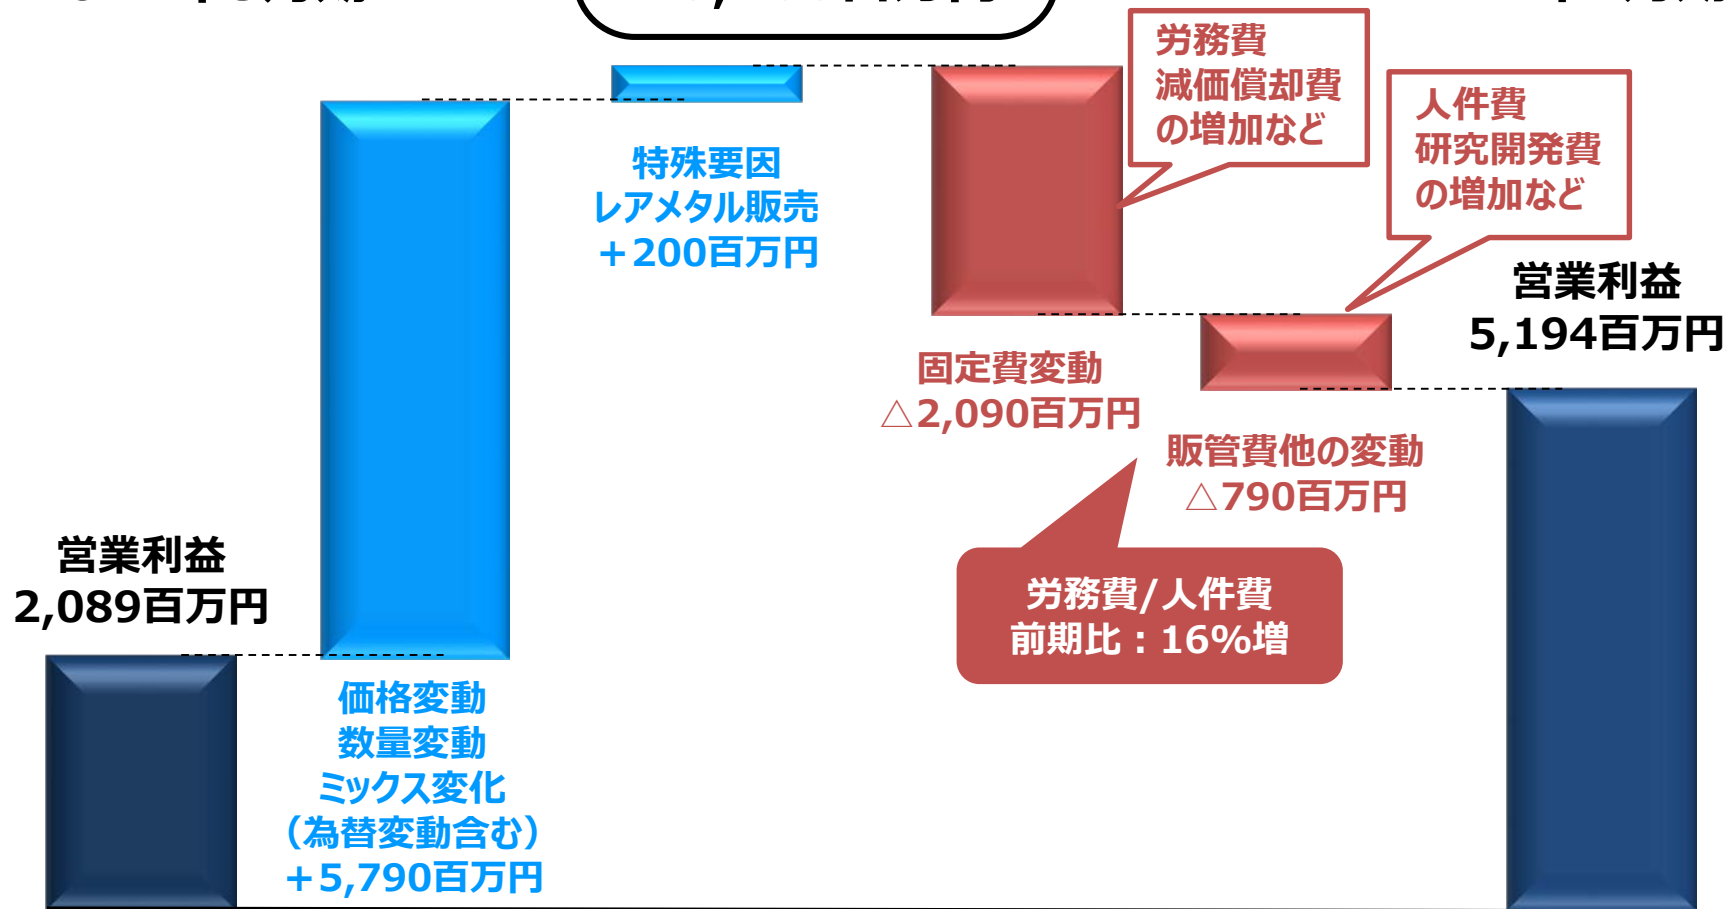 労務費
減価償却費
の増加など
人件費
研究開発費
の増加など
特殊要因
レアメタル販売
＋200百万円
営業利益
5,194百万円
固定費変動
△2,090百万円
販管費他の変動
△790百万円
営業利益
2,089百万円
労務費/人件費
前期比：16%増
価格変動
数量変動
ミックス変化
（為替変動含む）
＋5,790百万円